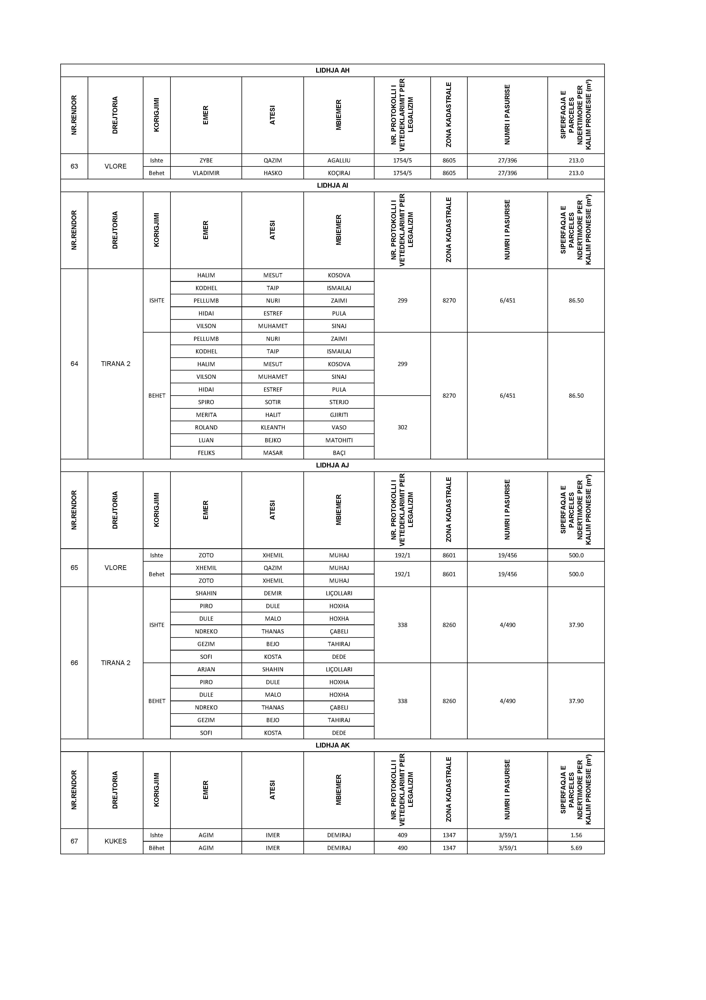 LIDHJA AH
NR.RENDOR
DREJTORIA
KORIGJIMI
EMER
ATESI
MBIEMER
NR. PROTOKOLLI I
VETEDEKLARIMIT PER
LEGALIZIM
ZONA KADASTRALE
NUMRI I PASURISE
SIPERFAQJA E
PARCELES
NDERTIMORE PER
KALIM PRONESIE (m²)
63 VLORE Ishte ZYBE QAZIM AGALLIU 1754/5 8605 27/396 213.0
Behet VLADIMIR HASKO KOÇIRAJ 1754/5 8605 27/396 213.0
LIDHJA AI
NR.RENDOR
DREJTORIA
KORIGJIMI
EMER
ATESI
MBIEMER
NR. PROTOKOLLI I
VETEDEKLARIMIT PER
LEGALIZIM
ZONA KADASTRALE
NUMRI I PASURISE
SIPERFAQJA E
PARCELES
NDERTIMORE PER
KALIM PRONESIE (m²)
64 TIRANA 2
ISHTE
HALIM MESUT KOSOVA
KODHEL TAIP ISMAILAJ
PELLUMB NURI ZAIMI 299 8270 6/451 86.50
HIDAI ESTREF PULA
VILSON MUHAMET SINAJ
BEHET
PELLUMB NURI ZAIMI
KODHEL TAIP ISMAILAJ
HALIM MESUT KOSOVA 299
VILSON MUHAMET SINAJ
HIDAI ESTREF PULA
8270 6/451 86.50
SPIRO SOTIR STERJO
MERITA HALIT GJIRITI
ROLAND KLEANTH VASO 302
LUAN BEJKO MATOHITI
FELIKS MASAR BAÇI
LIDHJA AJ
NR.RENDOR
DREJTORIA
KORIGJIMI
EMER
ATESI
MBIEMER
NR. PROTOKOLLI I
VETEDEKLARIMIT PER
LEGALIZIM
ZONA KADASTRALE
NUMRI I PASURISE
SIPERFAQJA E
PARCELES
NDERTIMORE PER
KALIM PRONESIE (m²)
65 VLORE Ishte ZOTO XHEMIL MUHAJ 192/1 8601 19/456 500.0
Behet XHEMIL QAZIM MUHAJ 192/1 8601 19/456 500.0
ZOTO XHEMIL MUHAJ
66 TIRANA 2
ISHTE
SHAHIN DEMIR LIÇOLLARI
PIRO DULE HOXHA
DULE MALO HOXHA
338 8260 4/490 37.90
NDREKO THANAS ÇABELI
GEZIM BEJO TAHIRAJ
SOFI KOSTA DEDE
BEHET
ARJAN SHAHIN LIÇOLLARI
PIRO DULE HOXHA
DULE MALO HOXHA
338 8260 4/490 37.90
NDREKO THANAS ÇABELI
GEZIM BEJO TAHIRAJ
SOFI KOSTA DEDE
LIDHJA AK
NR.RENDOR
DREJTORIA
KORIGJIMI
EMER
ATESI
MBIEMER
NR. PROTOKOLLI I
VETEDEKLARIMIT PER
LEGALIZIM
ZONA KADASTRALE
NUMRI I PASURISE
SIPERFAQJA E
PARCELES
NDERTIMORE PER
KALIM PRONESIE (m²)
67 KUKES Ishte AGIM IMER DEMIRAJ 409 1347 3/59/1 1.56
Bëhet AGIM IMER DEMIRAJ 490 1347 3/59/1 5.69